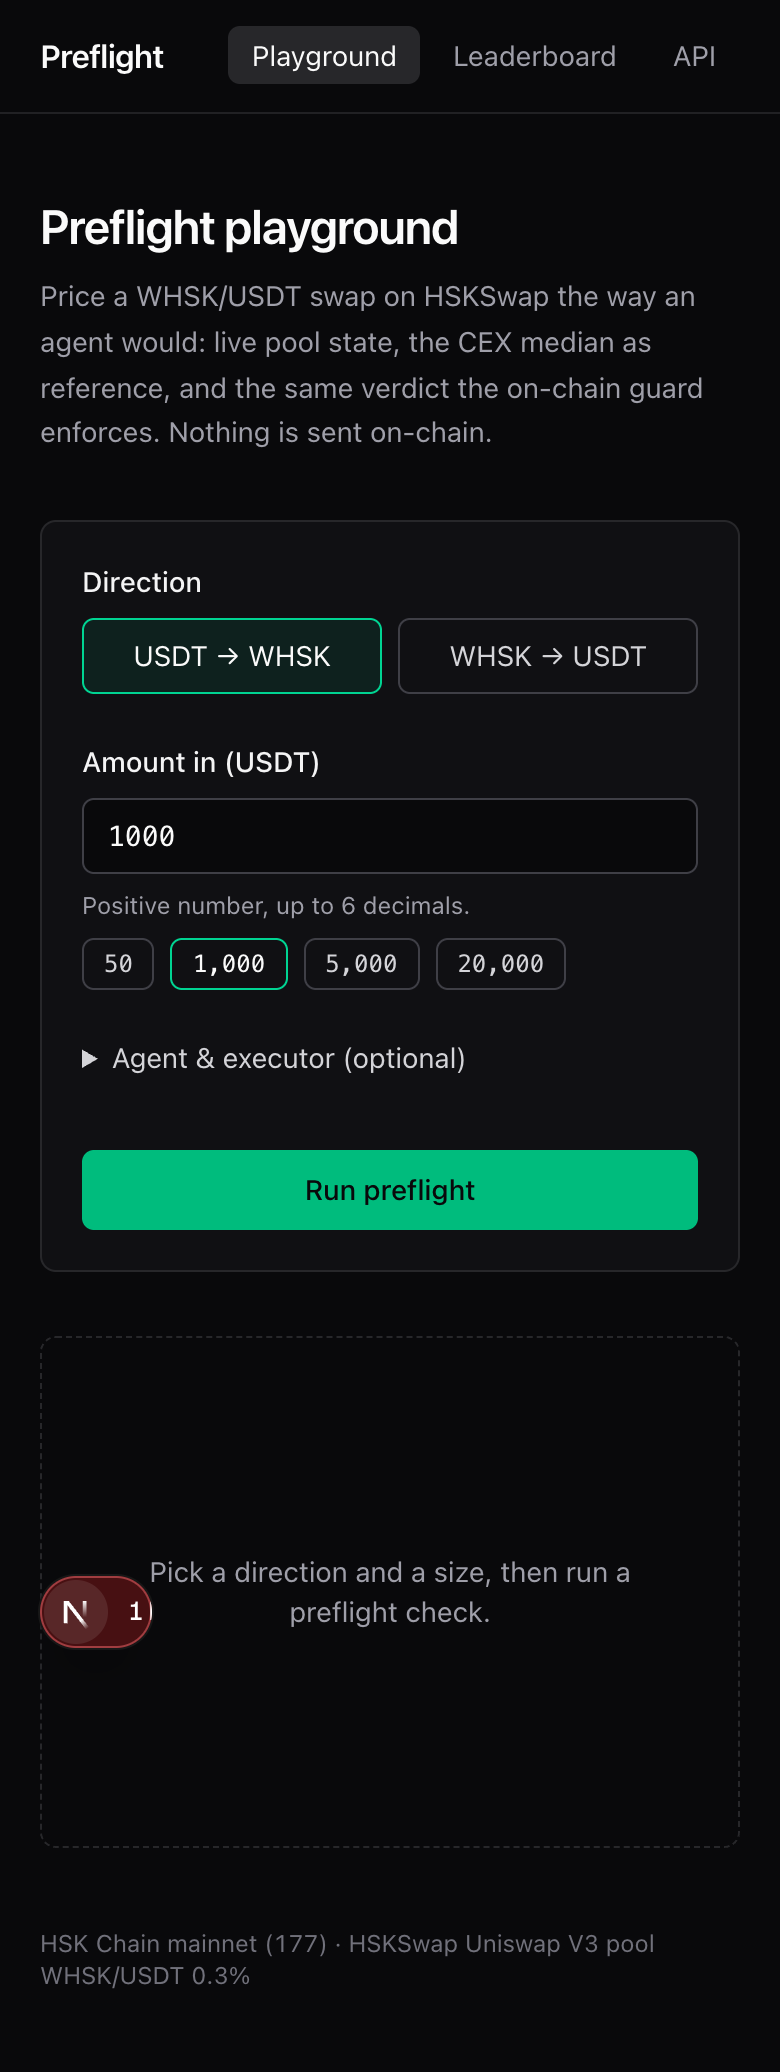 Preflight Playground Leaderboard API
Preflight playground
Price a WHSK/USDT swap on HSKSwap the way an
agent would: live pool state, the CEX median as
reference, and the same verdict the on-chain guard
enforces. Nothing is sent on-chain.
Direction
USDT → WHSK WHSK → USDT
Amount in (USDT)
1000
Positive number, up to 6 decimals.
50 1,000 5,000 20,000
▶ Agent & executor (optional)
Run preflight
Pick a direction and a size, then run a
preflight check.
N 1
HSK Chain mainnet (177) · HSKSwap Uniswap V3 pool
WHSK/USDT 0.3%